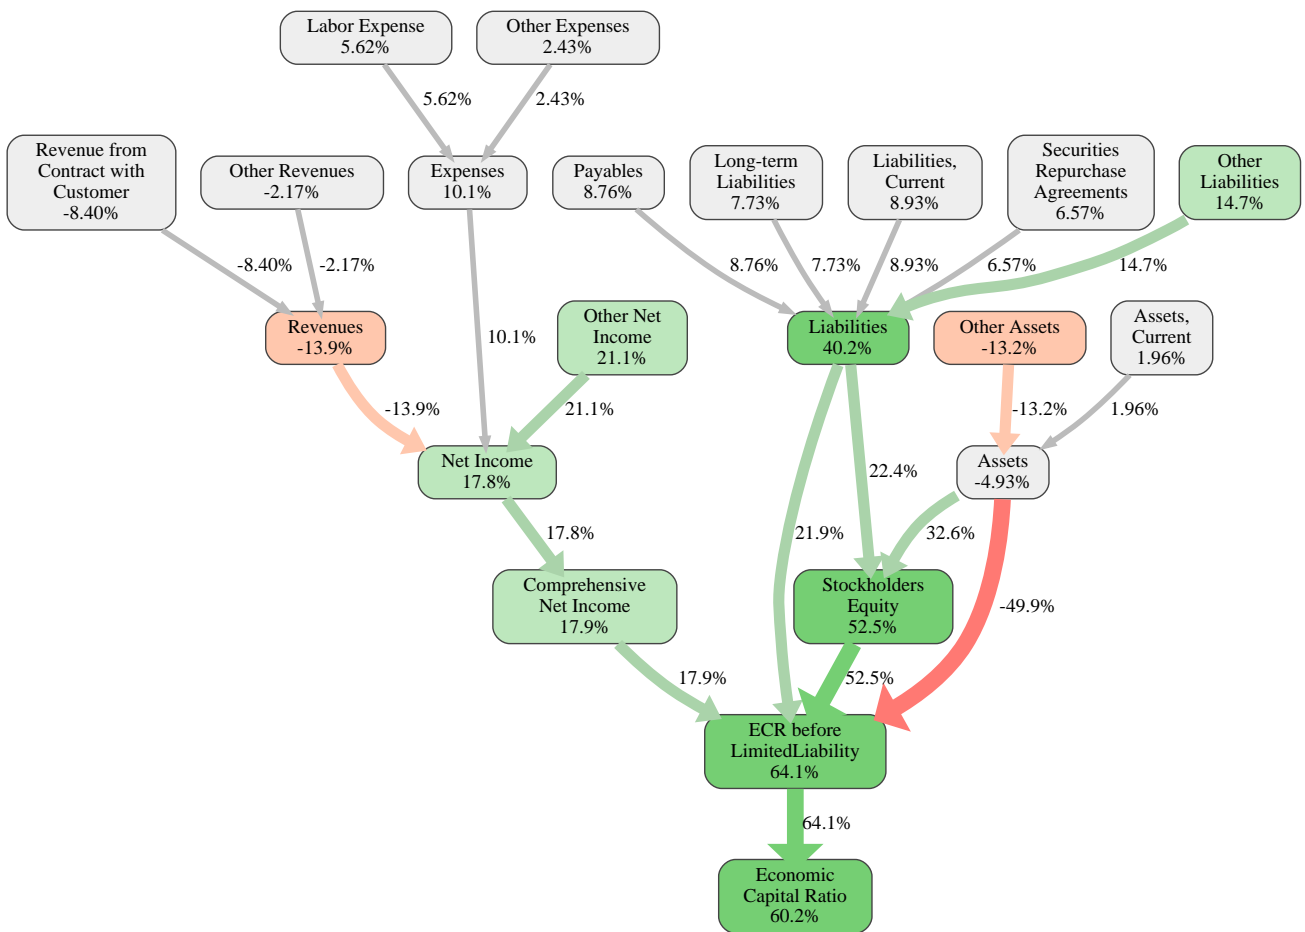 Labor Expense
5.62%
Other Expenses
2.43%
5.62%
2.43%
Revenue from
Contract with
Customer
-8.40%
Other Revenues
-2.17%
Expenses
10.1%
Payables
8.76%
Long-term
Liabilities
7.73%
Liabilities,
Current
8.93%
Securities
Repurchase
Agreements
6.57%
Other
Liabilities
14.7%
-8.40%
-2.17%
8.76%
7.73%
8.93%
6.57%
14.7%
Revenues
-13.9%
10.1%
Other Net
Income
21.1%
Liabilities
40.2%
Other Assets
-13.2%
Assets,
Current
1.96%
-13.9%
21.1%
-13.2%
1.96%
Net Income
17.8%
22.4%
Assets
-4.93%
17.8%
21.9%
32.6%
Comprehensive
Net Income
17.9%
Stockholders
Equity
52.5%
-49.9%
17.9%
52.5%
ECR before
LimitedLiability
64.1%
64.1%
Economic
Capital Ratio
60.2%